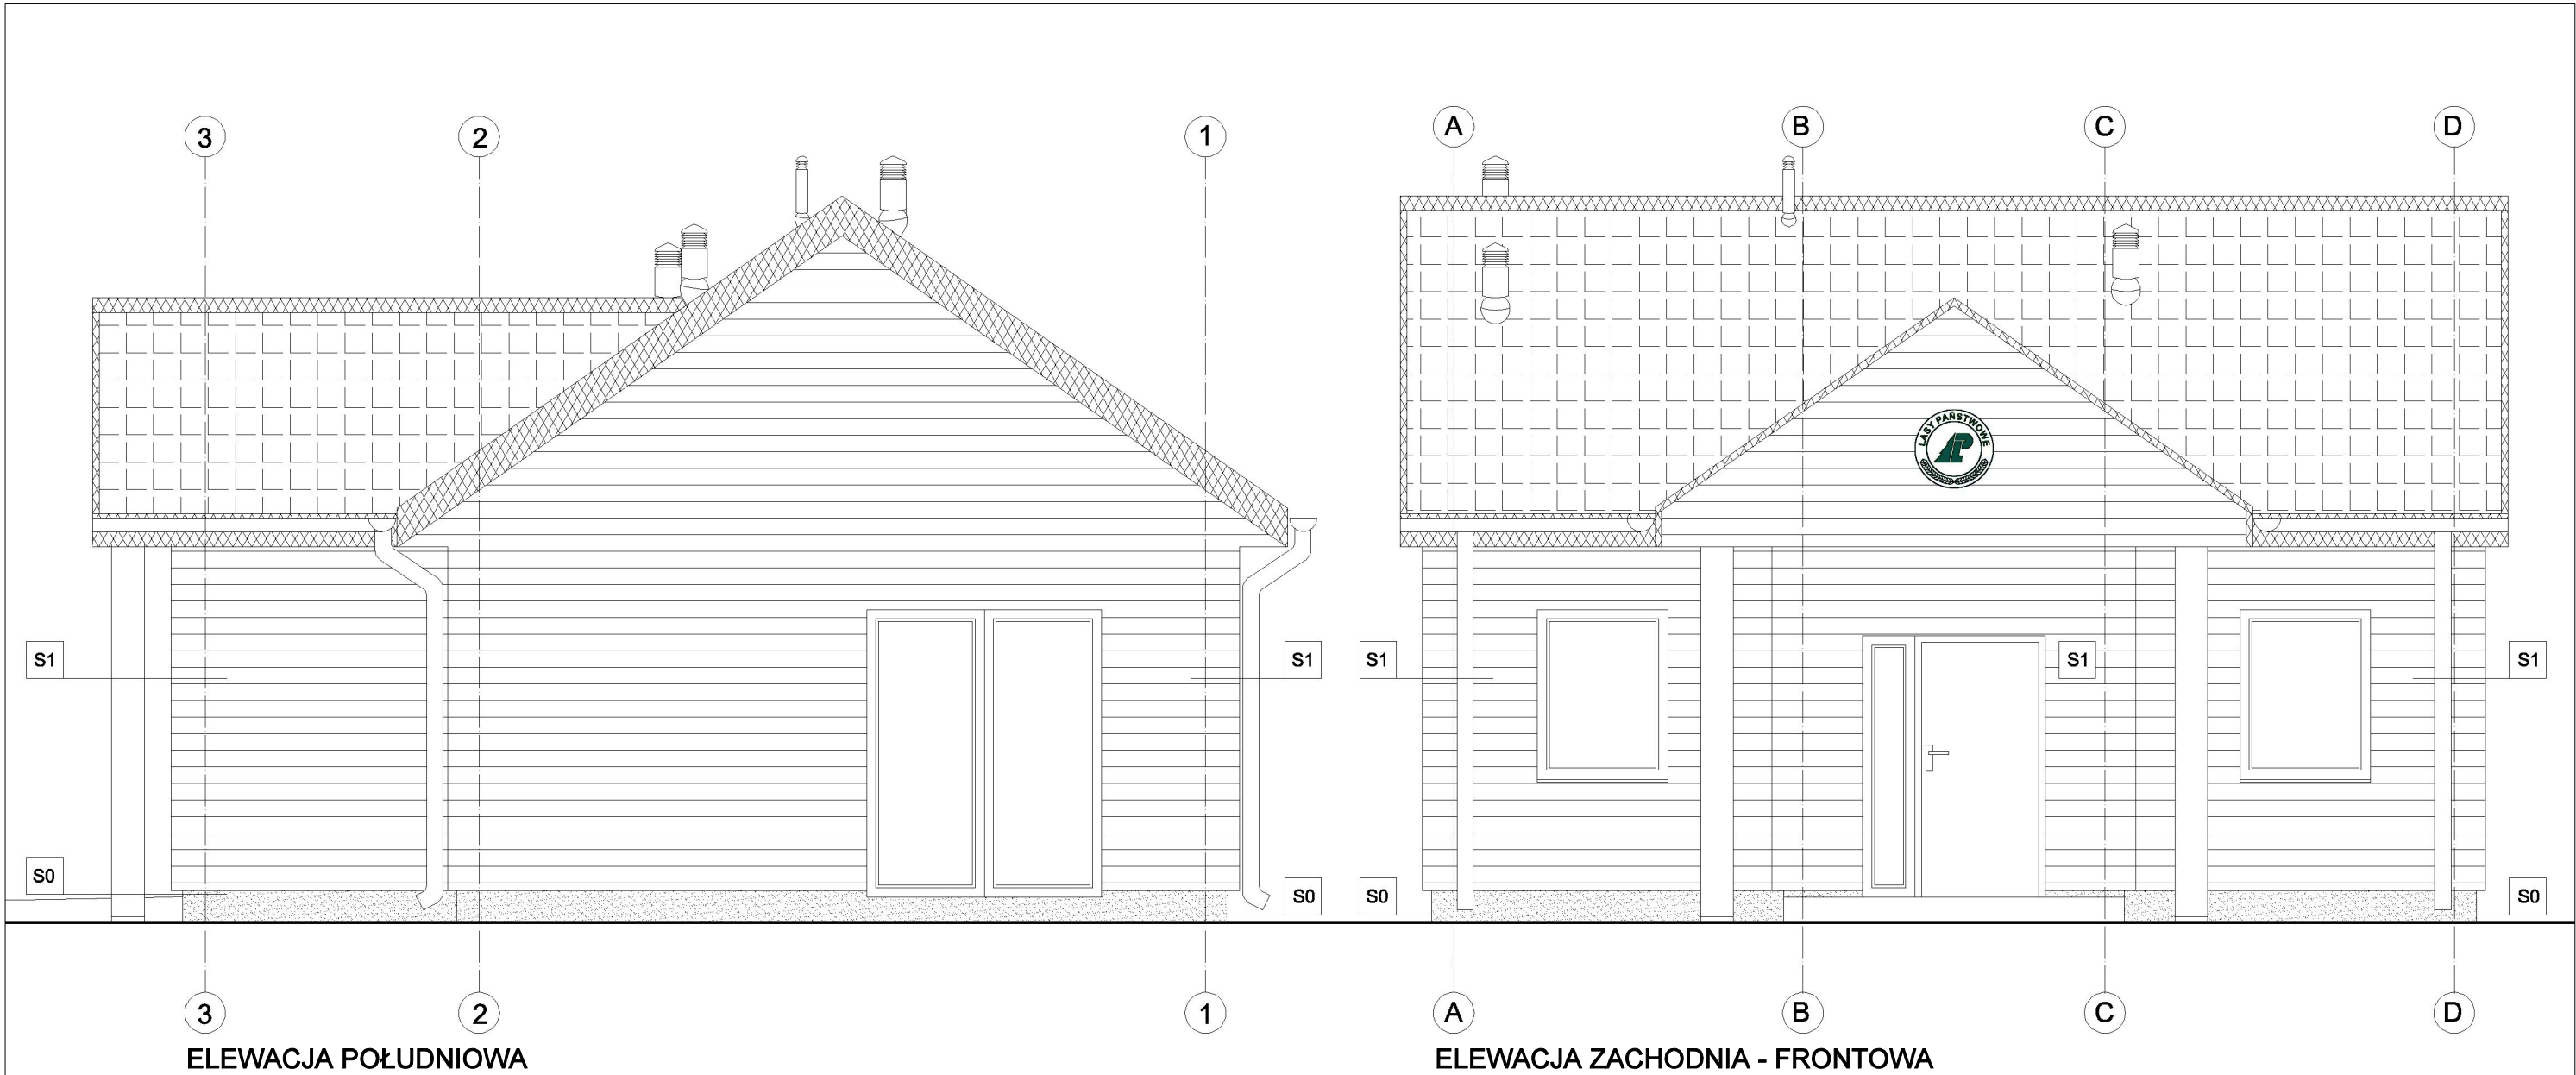 3 2 1 A B C D
LASY PAŃSTWOWE
LP
S1 S1 S1 S1 S1
S0 S0 S0 S0
3 2 1 A B C D
ELEWACJA POŁUDNIOWA
ELEWACJA ZACHODNIA - FRONTOWA